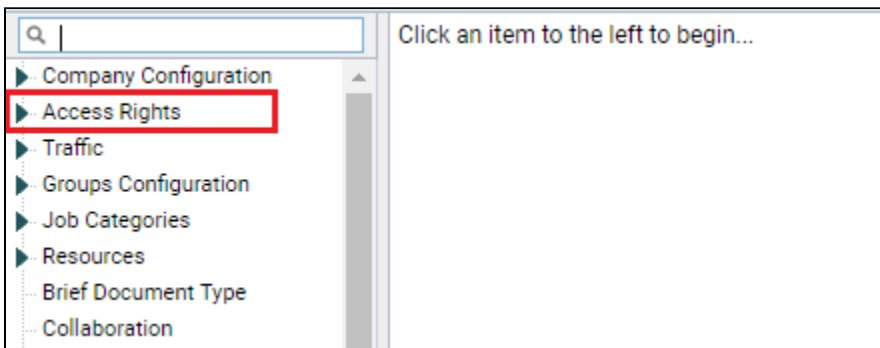 Click an item to the left to begin...
Company Configuration
Access Rights
Traffic
Groups Configuration
Job Categories
Resources
Brief Document Type
Collaboration